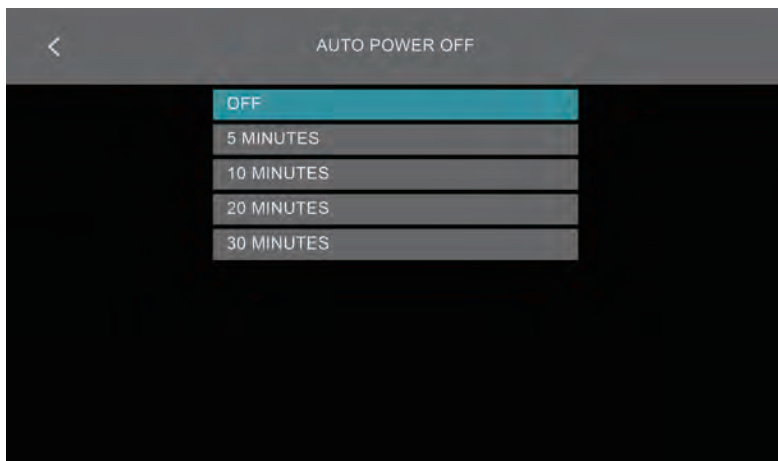 AUTO POWER OFF
OFF
5 MINUTES
10 MINUTES
20 MINUTES
30 MINUTES